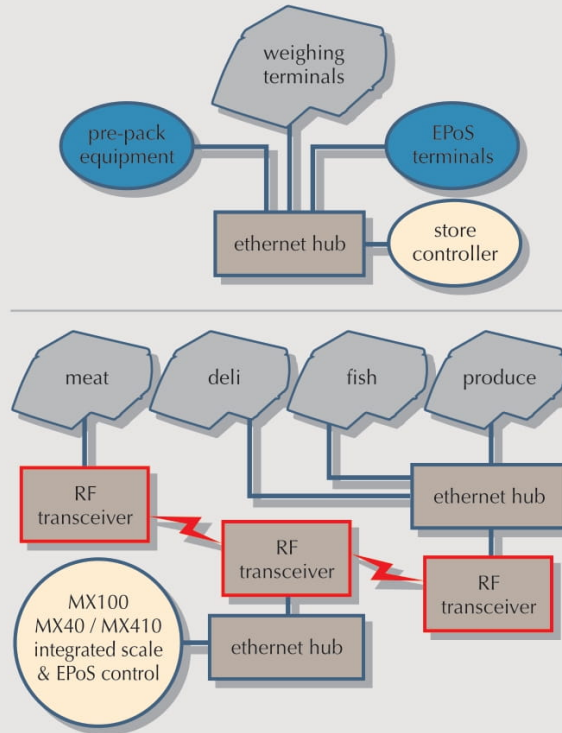 weighing
terminals
pre-pack
equipment
EPoS
terminals
ethernet hub
store
controller
meat
deli
fish
produce
RF
transceiver
ethernet hub
RF
transceiver
RF
transceiver
MX100
MX40 / MX410
integrated scale
& EPoS control
ethernet hub